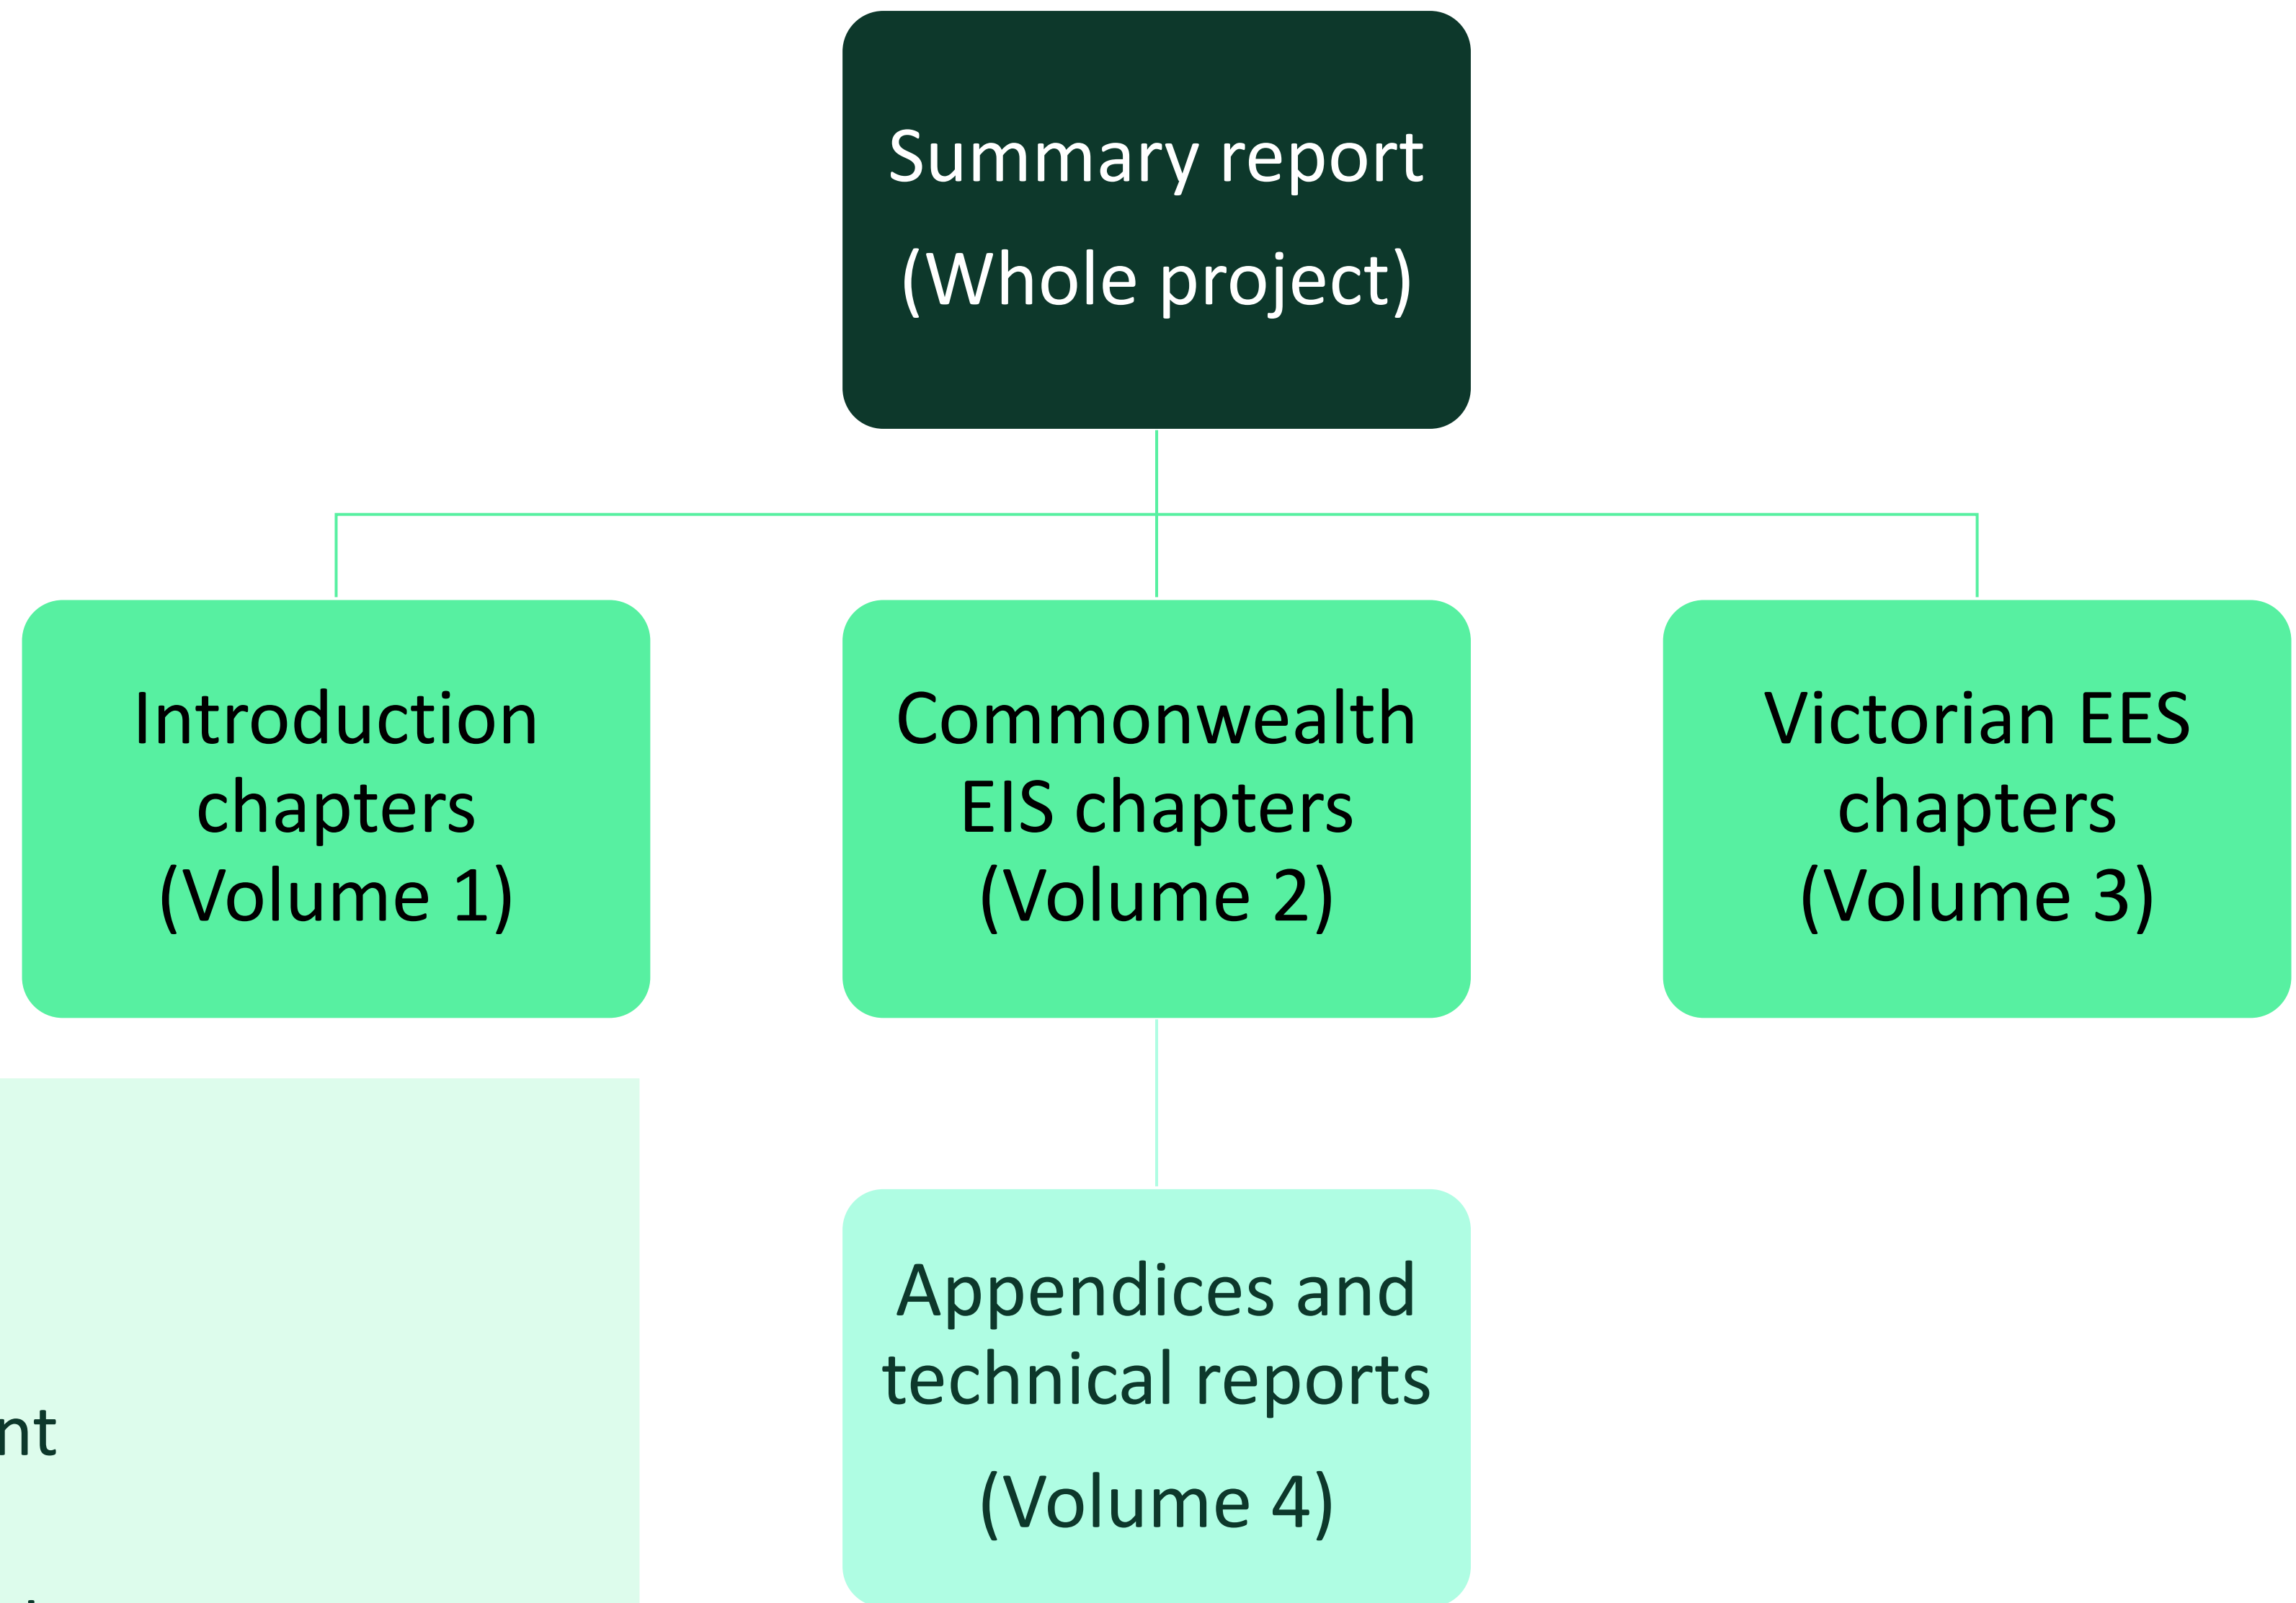 Summary report
(Whole project)
Introduction
chapters
(Volume 1)
Commonwealth
EIS chapters
(Volume 2)
Victorian EES
chapters
(Volume 3)
Appendices and
technical reports
(Volume 4)